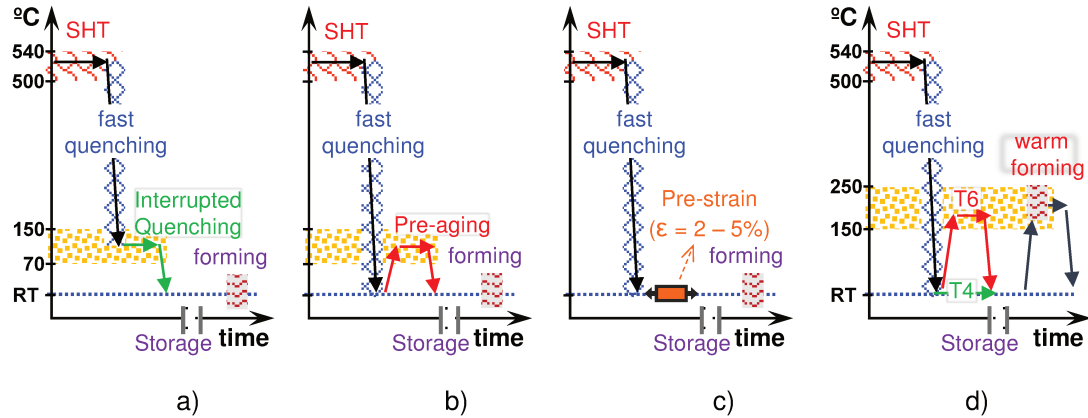 ºC
SHT
540
500
fast
quenching
Interrupted
Quenching
150
forming
70
RT
Storage
time
a)
SHT
fast
quenching
Pre-aging
forming
Storage
time
b)
SHT
fast
quenching
Pre-strain
(ε = 2 – 5%)
forming
Storage
time
c)
ºC
SHT
540
500
fast
quenching
warm
forming
250
T6
150
RT
T4
Storage
time
d)